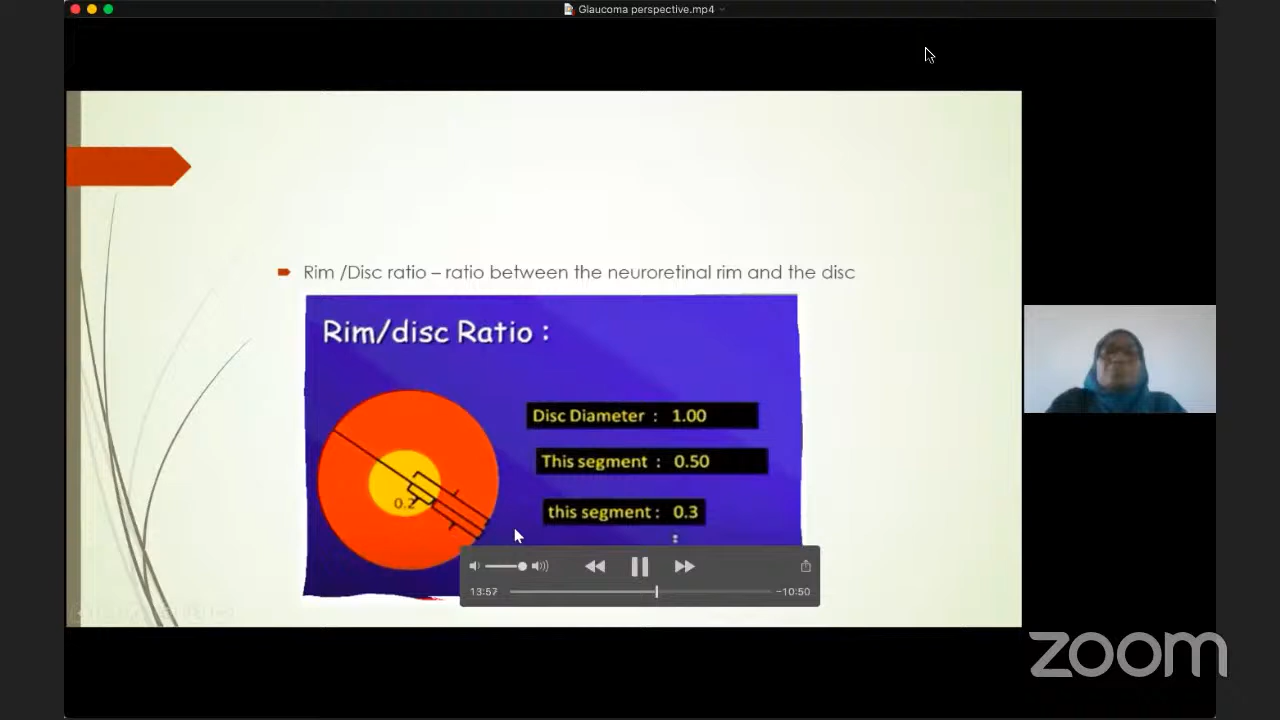 Glaucoma perspective.mp4
Rim /Disc ratio – ratio between the neuroretinal rim and the disc
Rim/disc Ratio :
Disc Diameter : 1.00
This segment : 0.50
this segment : 0.3
0.2
:
13:57
−10:50
zoom